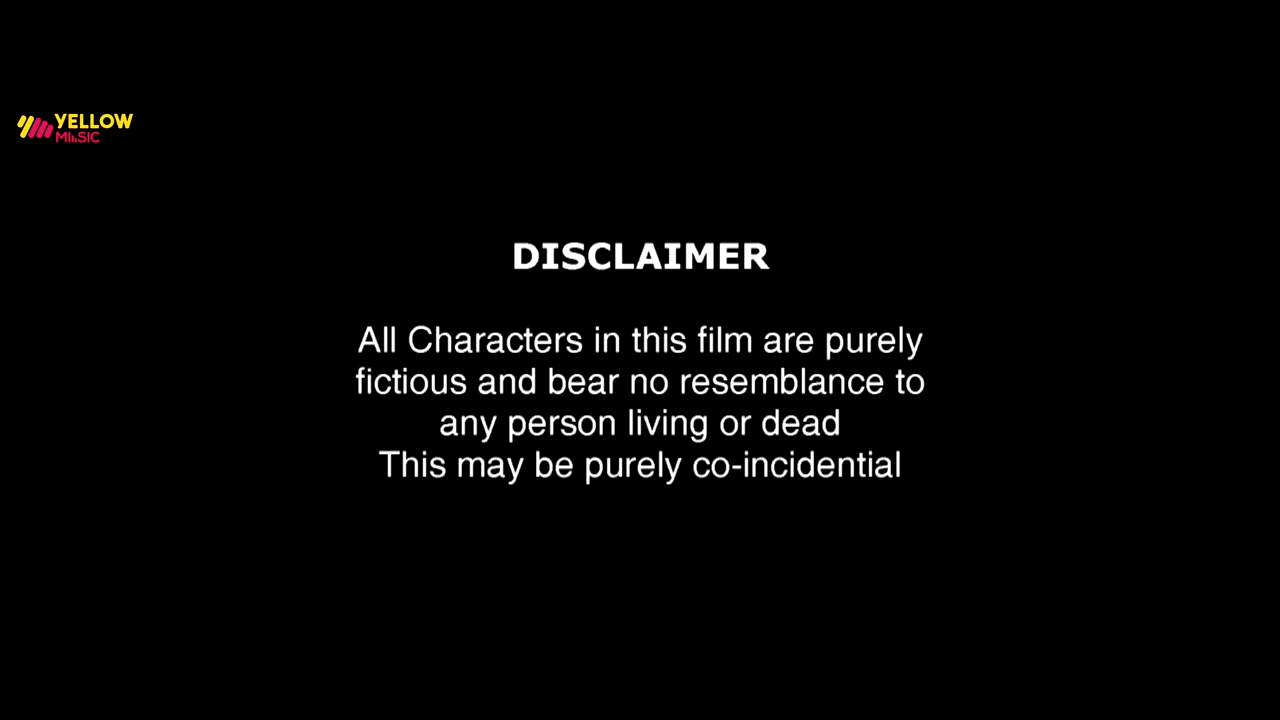 YELLOW
MUSIC
DISCLAIMER
All Characters in this film are purely
fictious and bear no resemblance to
any person living or dead
This may be purely co-incidential